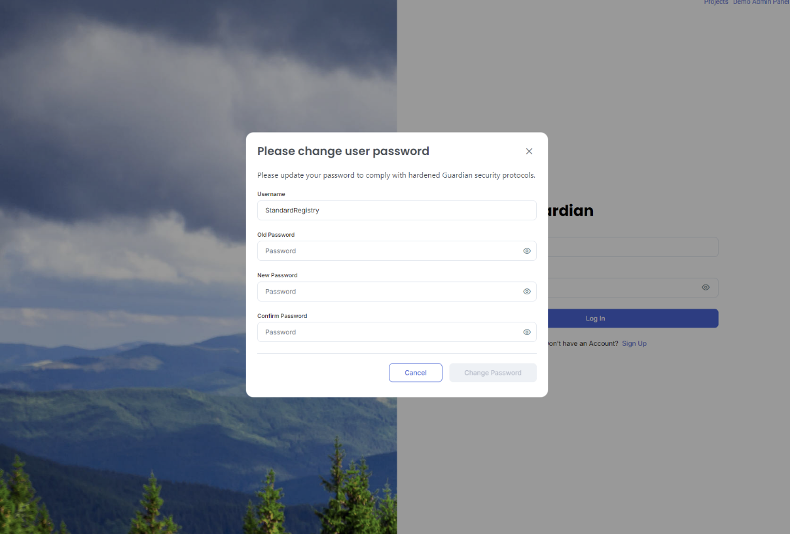 Projects Demo Admin Panel
Please change user password
Please update your password to comply with hardened Guardian security protocols.
Username
StandardRegistry
Old Password
Password
New Password
Password
Confirm Password
Password
Cancel
Change Password
ardian
Log In
on't have an Account? Sign Up